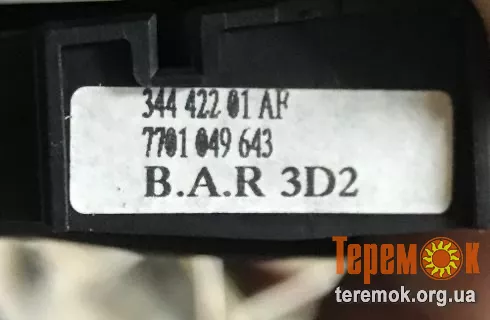 344 422 01 AF
7701 049 643
B.A.R 3D2
Теремок
teremok.org.ua